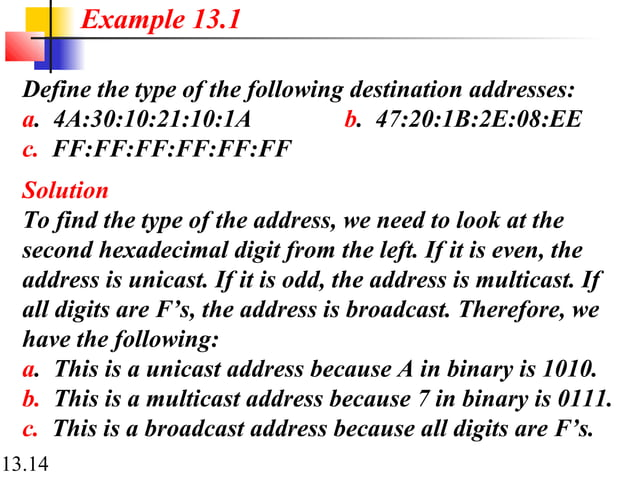 Example 13.1
Define the type of the following destination addresses:
a. 4A:30:10:21:10:1A b. 47:20:1B:2E:08:EE
c. FF:FF:FF:FF:FF:FF
Solution
To find the type of the address, we need to look at the
second hexadecimal digit from the left. If it is even, the
address is unicast. If it is odd, the address is multicast. If
all digits are F’s, the address is broadcast. Therefore, we
have the following:
a. This is a unicast address because A in binary is 1010.
b. This is a multicast address because 7 in binary is 0111.
c. This is a broadcast address because all digits are F’s.
13.14